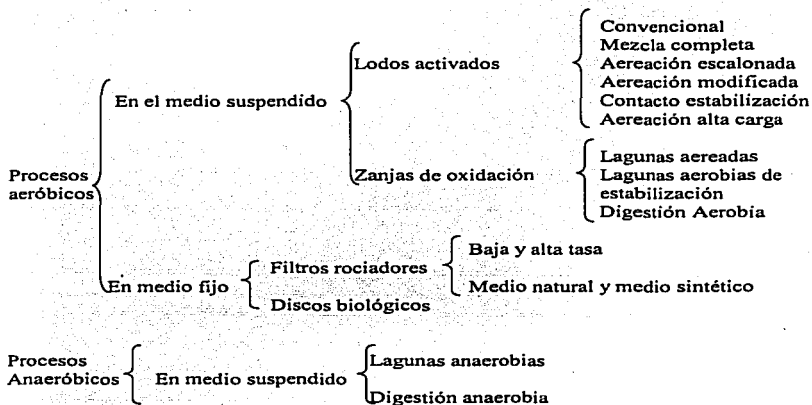 Procesos
aeróbicos
En el medio suspendido
Lodos activados
Convencional
Mezcla completa
Aereación escalonada
Aereación modificada
Contacto estabilización
Aereación alta carga
Zanjas de oxidación
Lagunas aereadas
Lagunas aerobias de
estabilización
Digestión Aerobia
En medio fijo
Filtros rociadores
Baja y alta tasa
Medio natural y medio sintético
Discos biológicos
Procesos
Anaeróbicos
En medio suspendido
Lagunas anaerobias
Digestión anaerobia